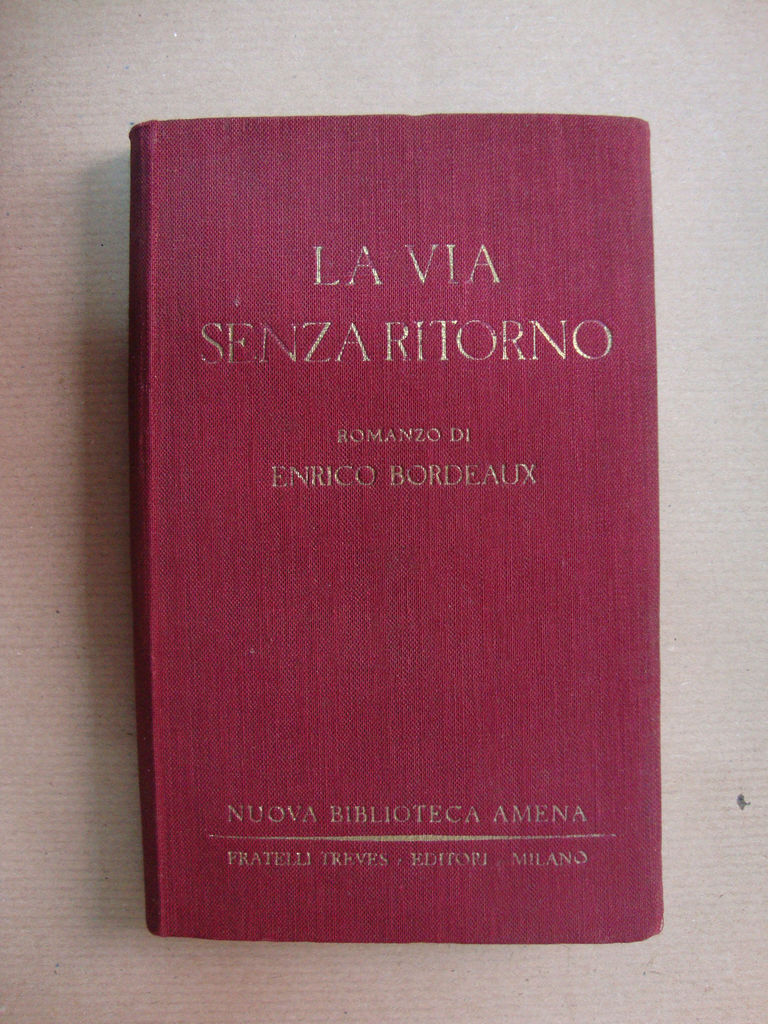 LA VIA
SENZA RITORNO
ROMANZO DI
ENRICO BORDEAUX
NUOVA BIBLIOTECA AMENA
FRATELLI TREVES · EDITORI · MILANO